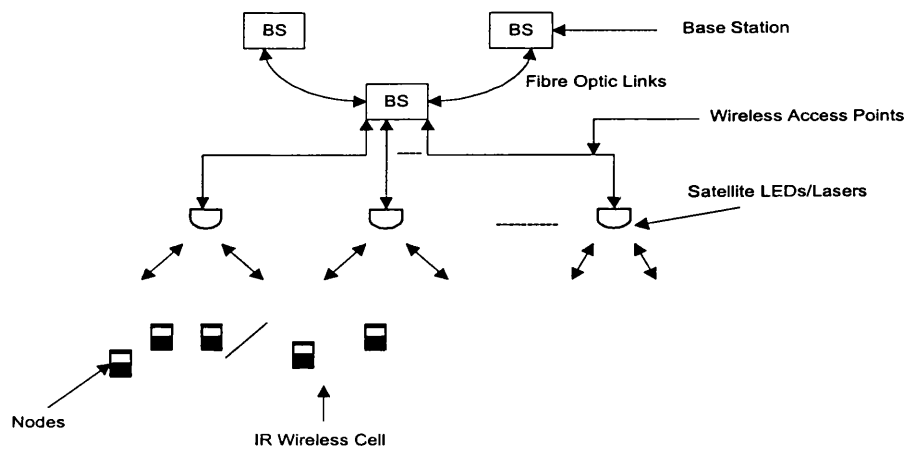 BS
BS
Base Station
Fibre Optic Links
BS
Wireless Access Points
Satellite LEDs/Lasers
Nodes
IR Wireless Cell